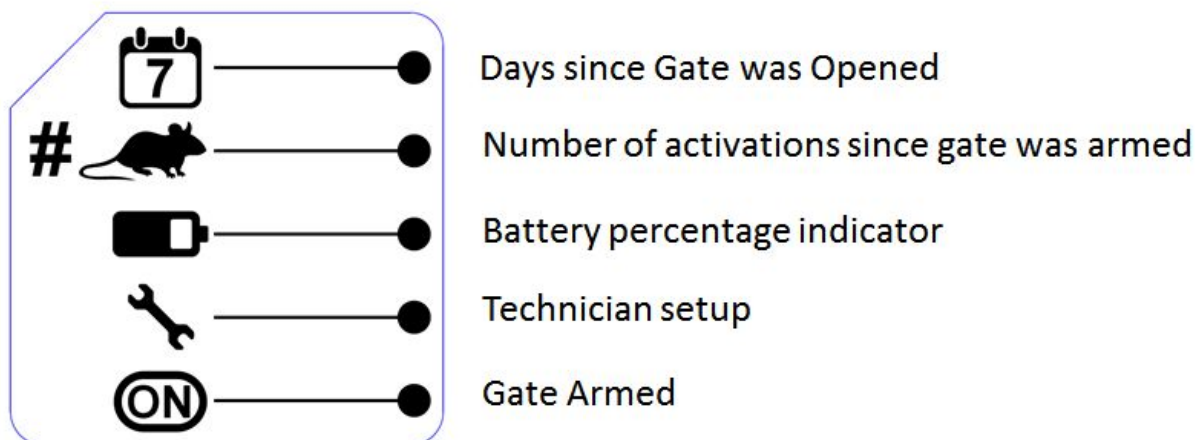 7 Days since Gate was Opened
# Number of activations since gate was armed
Battery percentage indicator
Technician setup
ON Gate Armed